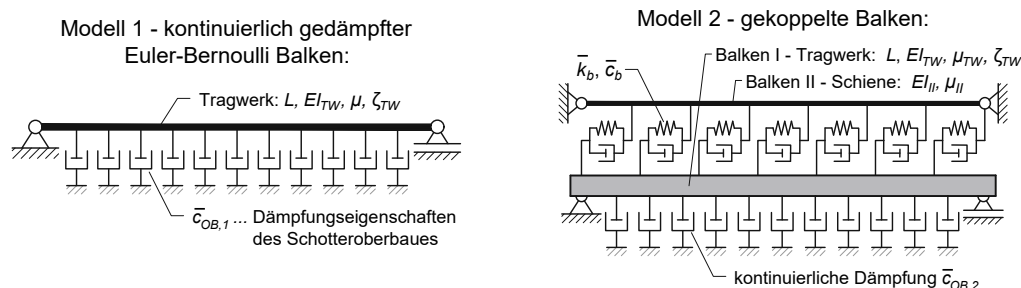 Modell 1 - kontinuierlich gedämpfter
Euler-Bernoulli Balken:
Tragwerk: L, EI_TW, μ, ζ_TW
c̅_OB,1 ... Dämpfungseigenschaften
des Schotteroberbaues
Modell 2 - gekoppelte Balken:
k̅_b, c̅_b
Balken I - Tragwerk: L, EI_TW, μ_TW, ζ_TW
Balken II - Schiene: EI_II, μ_II
kontinuierliche Dämpfung c̅_OB,2